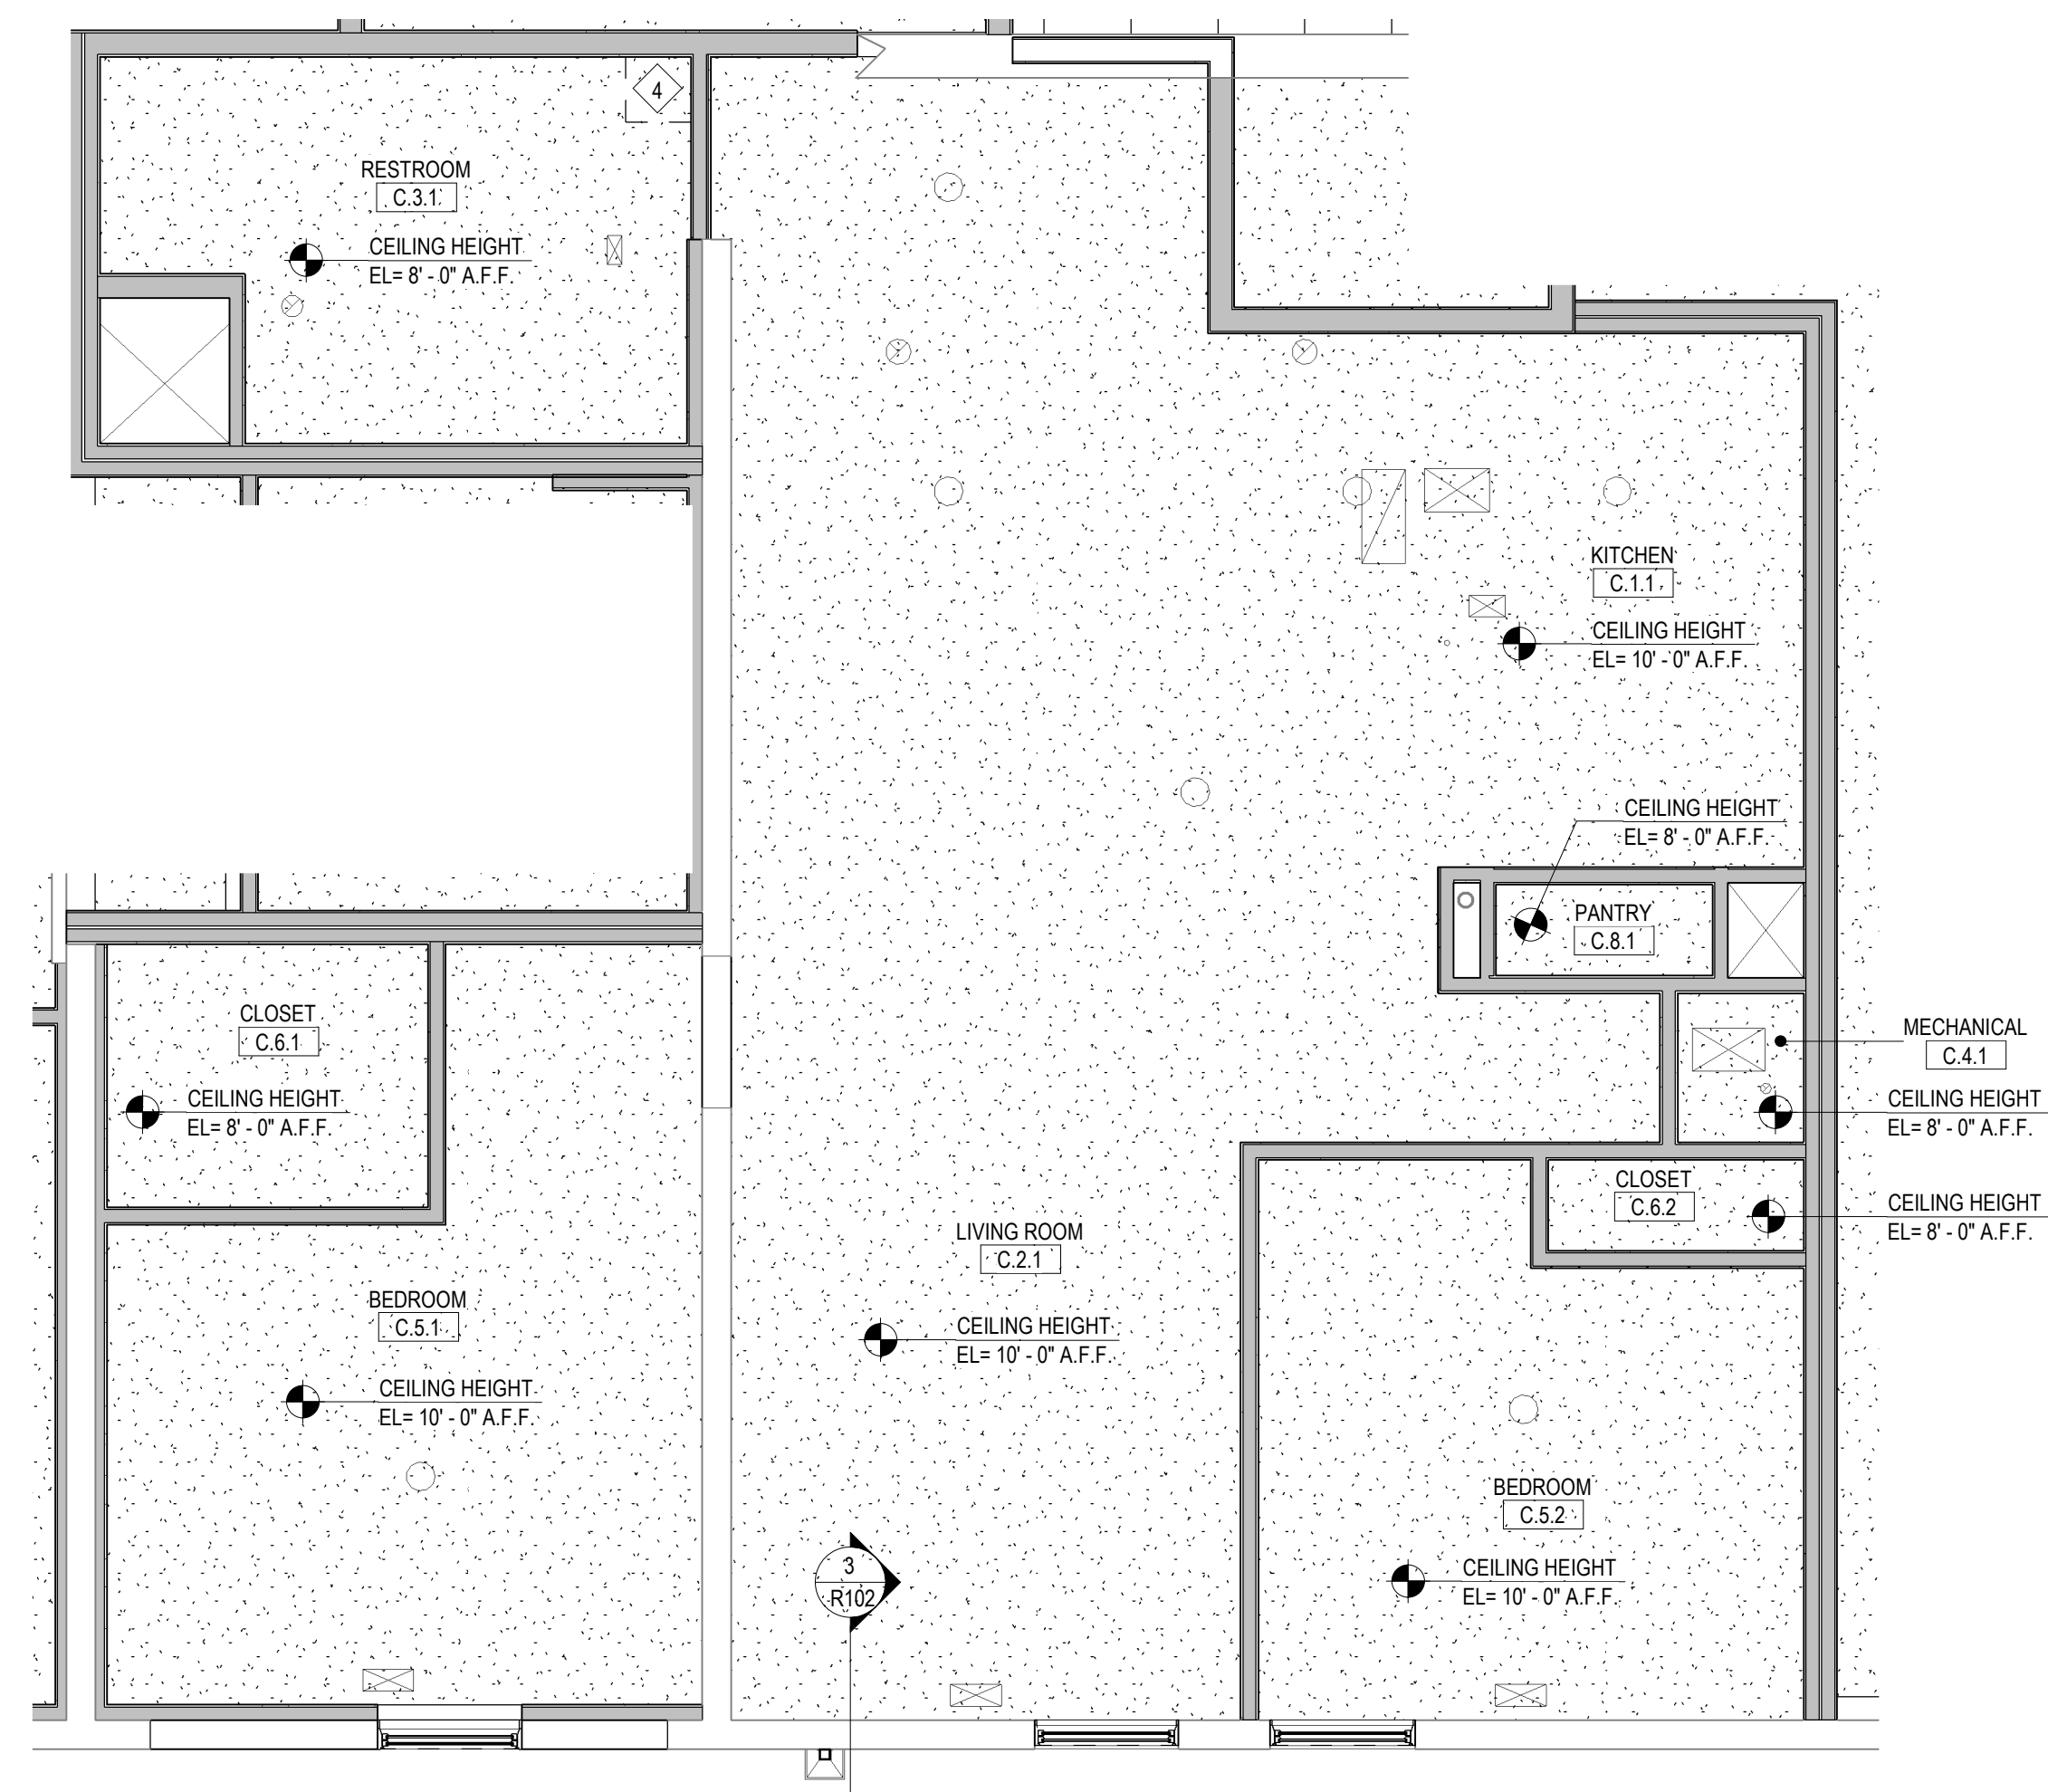 4
RESTROOM
C.3.1
CEILING HEIGHT
EL= 8' - 0" A.F.F.
KITCHEN
C.1.1
CEILING HEIGHT
EL= 10' - 0" A.F.F.
CEILING HEIGHT
EL= 8' - 0" A.F.F.
PANTRY
C.8.1
CLOSET
C.6.1
CEILING HEIGHT
EL= 8' - 0" A.F.F.
MECHANICAL
C.4.1
CEILING HEIGHT
EL= 8' - 0" A.F.F.
CLOSET
C.6.2
CEILING HEIGHT
EL= 8' - 0" A.F.F.
LIVING ROOM
C.2.1
CEILING HEIGHT
EL= 10' - 0" A.F.F.
BEDROOM
C.5.1
CEILING HEIGHT
EL= 10' - 0" A.F.F.
BEDROOM
C.5.2
CEILING HEIGHT
EL= 10' - 0" A.F.F.
3
R102